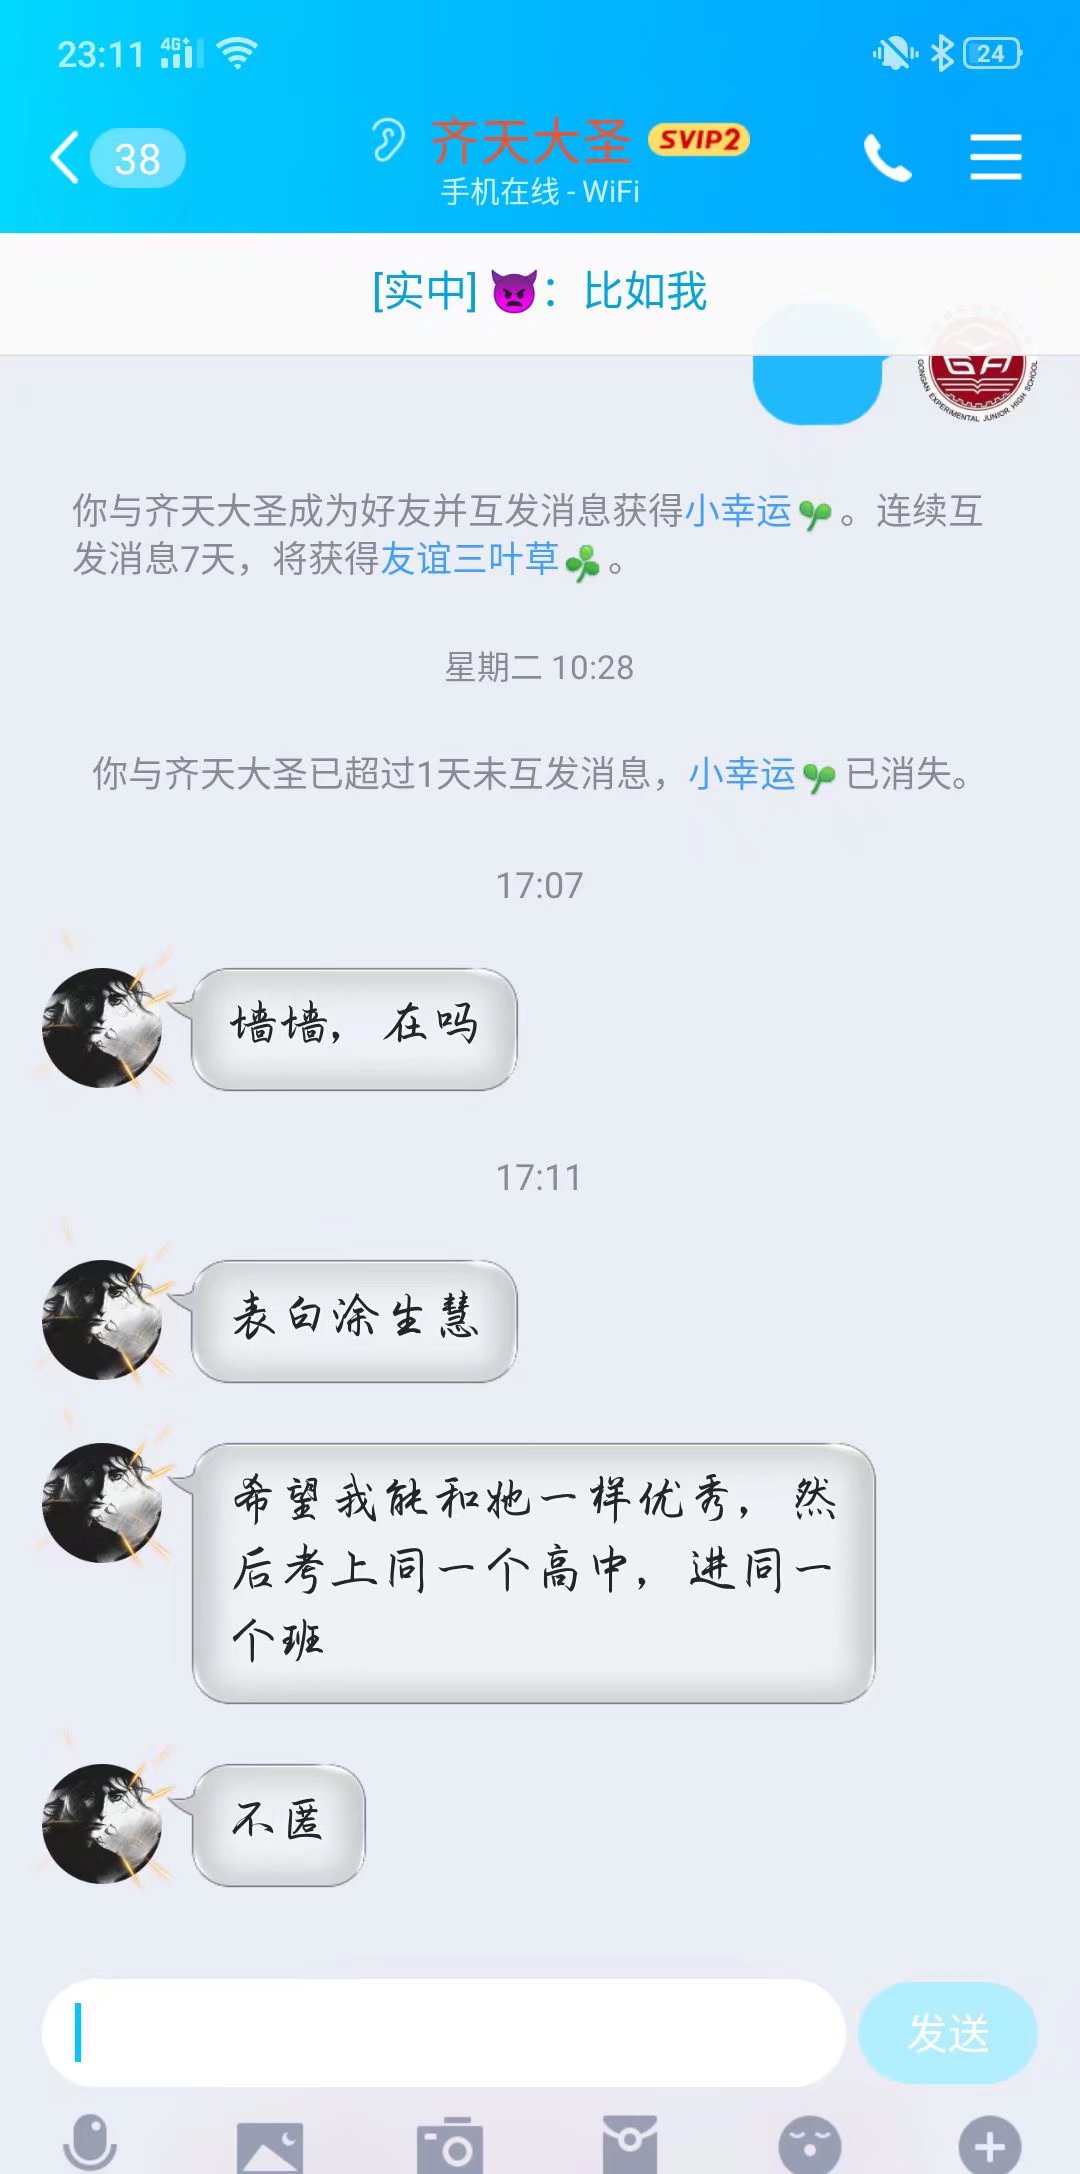 23:11 4G+ 24
38 齐天大圣 SVIP2
手机在线 - WiFi
[实中]👿：比如我
GONGAN EXPERIMENTAL JUNIOR HIGH SCHOOL
你与齐天大圣成为好友并互发消息获得小幸运。连续互
发消息7天，将获得友谊三叶草。
星期二 10:28
你与齐天大圣已超过1天未互发消息，小幸运已消失。
17:07
墙墙，在吗
17:11
表白涂生慧
希望我能和她一样优秀，然
后考上同一个高中，进同一
个班
不匿
发送